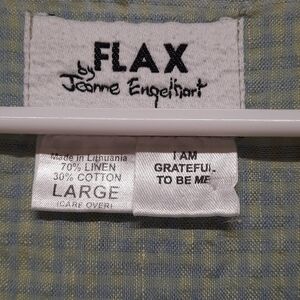 FLAX
by
Jeanne Engelhart
Made in Lithuania
70% LINEN
30% COTTON
LARGE
(CARE OVER)
I AM
GRATEFUL
TO BE ME